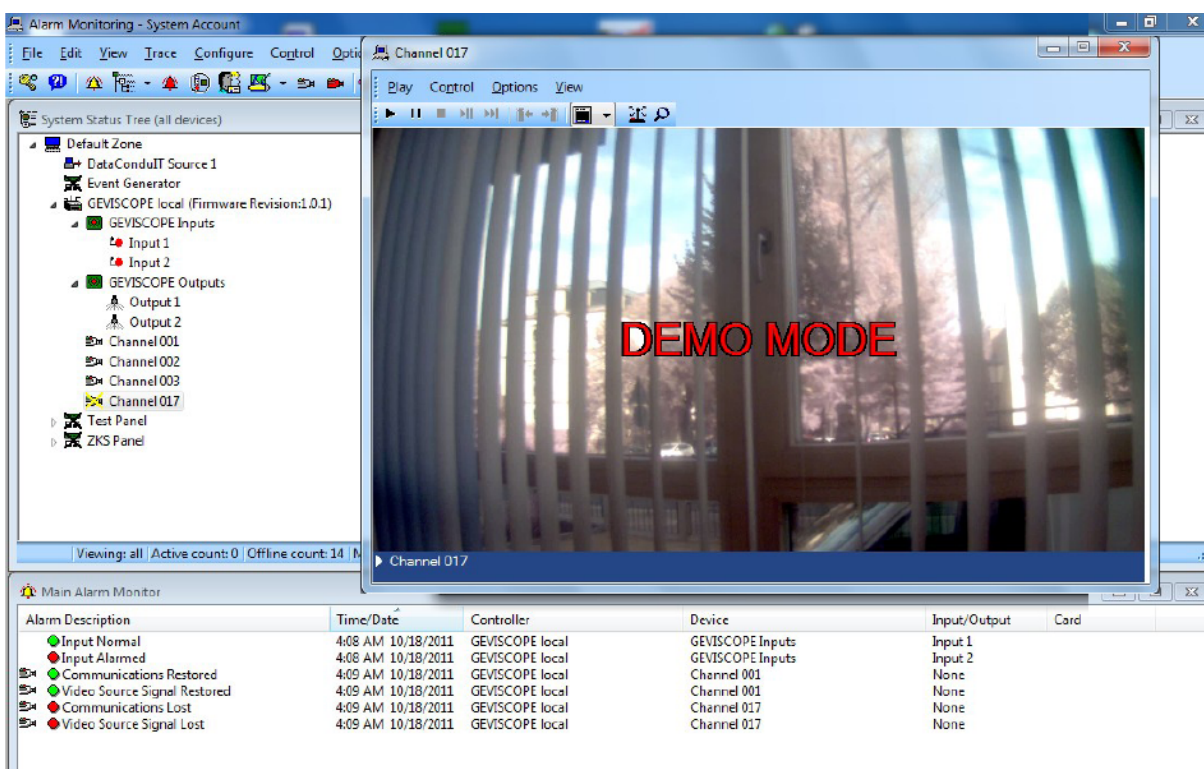 Alarm Monitoring - System Account
File Edit View Trace Configure Control
System Status Tree (all devices)
Default Zone
DataConduIT Source 1
Event Generator
GEVISCOPE local (Firmware Revision:1.0.1)
GEVISCOPE Inputs
Input 1
Input 2
GEVISCOPE Outputs
Output 1
Output 2
Channel 001
Channel 002
Channel 003
Channel 017
Test Panel
ZKS Panel
Viewing: all Active count: 0 Offline count: 14
Channel 017
Play Control Options View
DEMO MODE
Channel 017
Main Alarm Monitor
Alarm Description Time/Date Controller Device Input/Output Card
Input Normal 4:08 AM 10/18/2011 GEVISCOPE local GEVISCOPE Inputs Input 1
Input Alarmed 4:08 AM 10/18/2011 GEVISCOPE local GEVISCOPE Inputs Input 2
Communications Restored 4:09 AM 10/18/2011 GEVISCOPE local Channel 001 None
Video Source Signal Restored 4:09 AM 10/18/2011 GEVISCOPE local Channel 001 None
Communications Lost 4:09 AM 10/18/2011 GEVISCOPE local Channel 017 None
Video Source Signal Lost 4:09 AM 10/18/2011 GEVISCOPE local Channel 017 None